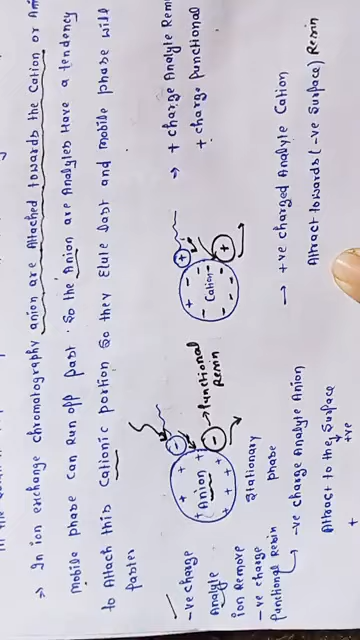 ⇒ In ion exchange chromatography anion are Attached towards the Cation or
mobile phase can Run off fast . So the Anion are Analytes Have a tendency
to Attach this Cationic portion So they Elute Last and mobile phase will
faster
-ve charge
Analyte
ion Remove
- ve charge
functional Resin
-
+
Anion
→ functional
Resin
Stationary
phase
→ -ve charge Analyte Anion
Attract to the Surface
+ve
+
+
-
Cation
→ + charge Analyte
+ charge functional
→ +ve charged Analyte Cation
Attract towards (-ve Surface) Resin